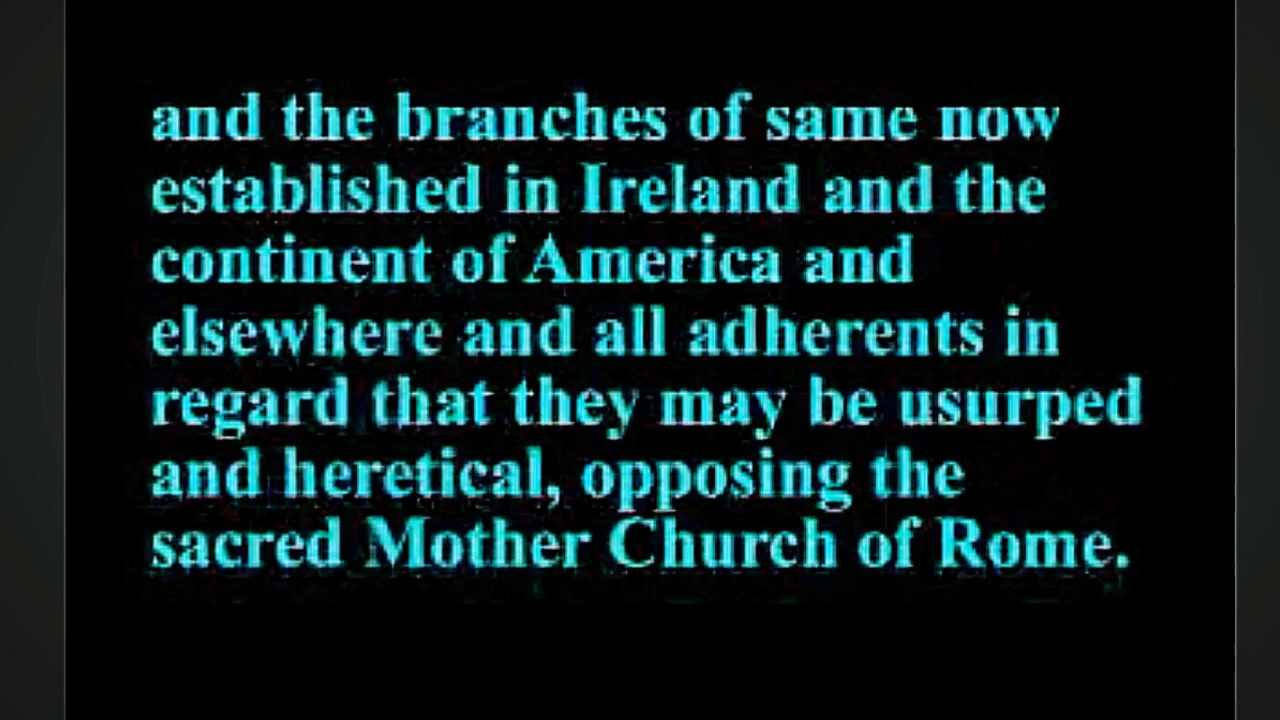 and the branches of same now
established in Ireland and the
continent of America and
elsewhere and all adherents in
regard that they may be usurped
and heretical, opposing the
sacred Mother Church of Rome.